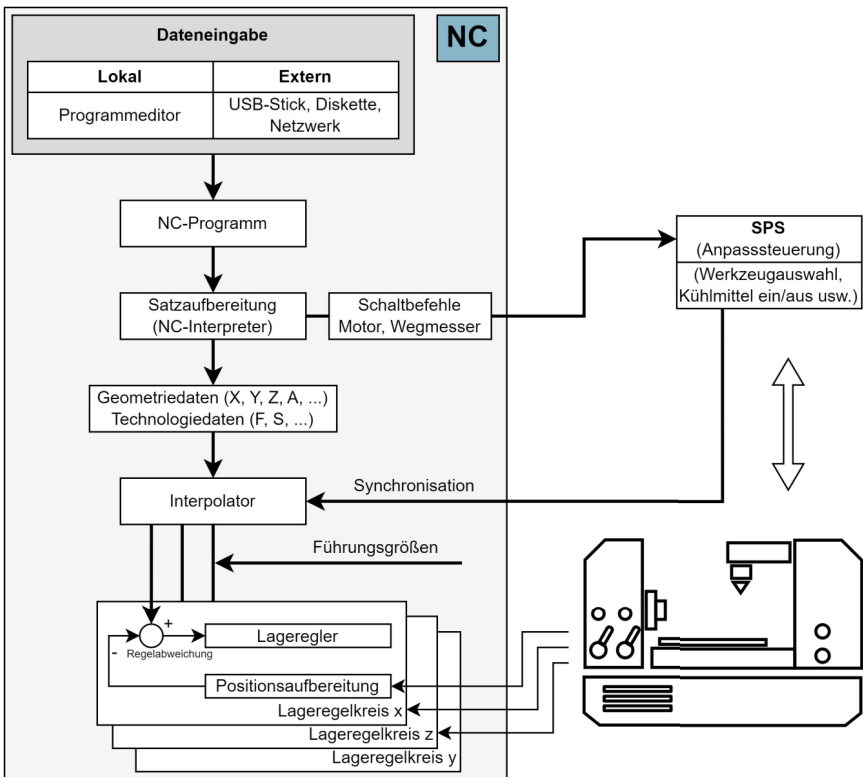 Dateneingabe
NC
Lokal
Extern
Programmeditor
USB-Stick, Diskette,
Netzwerk
NC-Programm
SPS
(Anpasssteuerung)
(Werkzeugauswahl,
Kühlmittel ein/aus usw.)
Satzaufbereitung
(NC-Interpreter)
Schaltbefehle
Motor, Wegmesser
Geometriedaten (X, Y, Z, A, ...)
Technologiedaten (F, S, ...)
Interpolator
Synchronisation
Führungsgrößen
+
-
Regelabweichung
Lageregler
Positionsaufbereitung
Lageregelkreis x
Lageregelkreis z
Lageregelkreis y